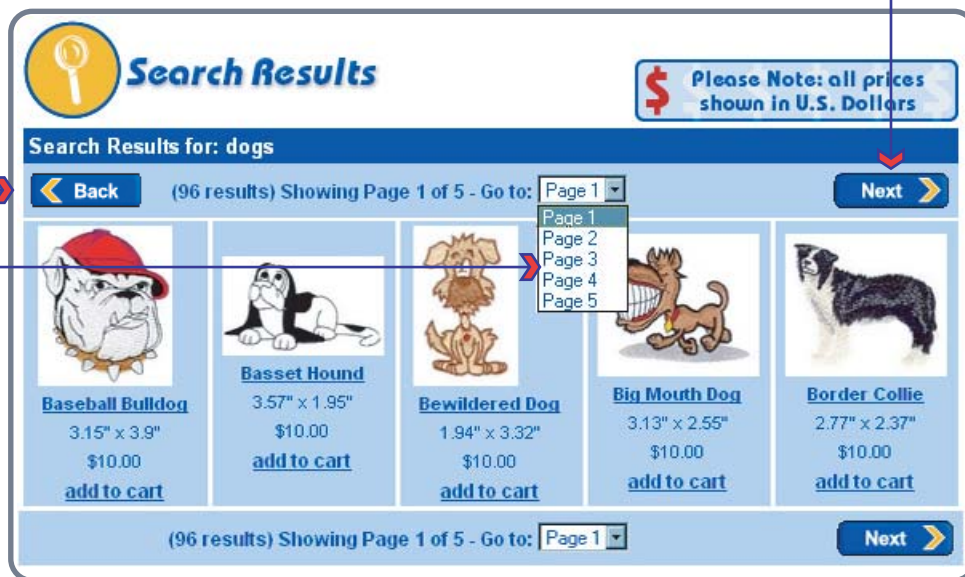 Search Results
Please Note: all prices
shown in U.S. Dollars
Search Results for: dogs
Back
(96 results) Showing Page 1 of 5 - Go to: Page 1
Next
Page 1
Page 2
Page 3
Page 4
Page 5
Baseball Bulldog
3.15" x 3.9"
$10.00
add to cart
Basset Hound
3.57" x 1.95"
$10.00
add to cart
Bewildered Dog
1.94" x 3.32"
$10.00
add to cart
Big Mouth Dog
3.13" x 2.55"
$10.00
add to cart
Border Collie
2.77" x 2.37"
$10.00
add to cart
(96 results) Showing Page 1 of 5 - Go to: Page 1
Next